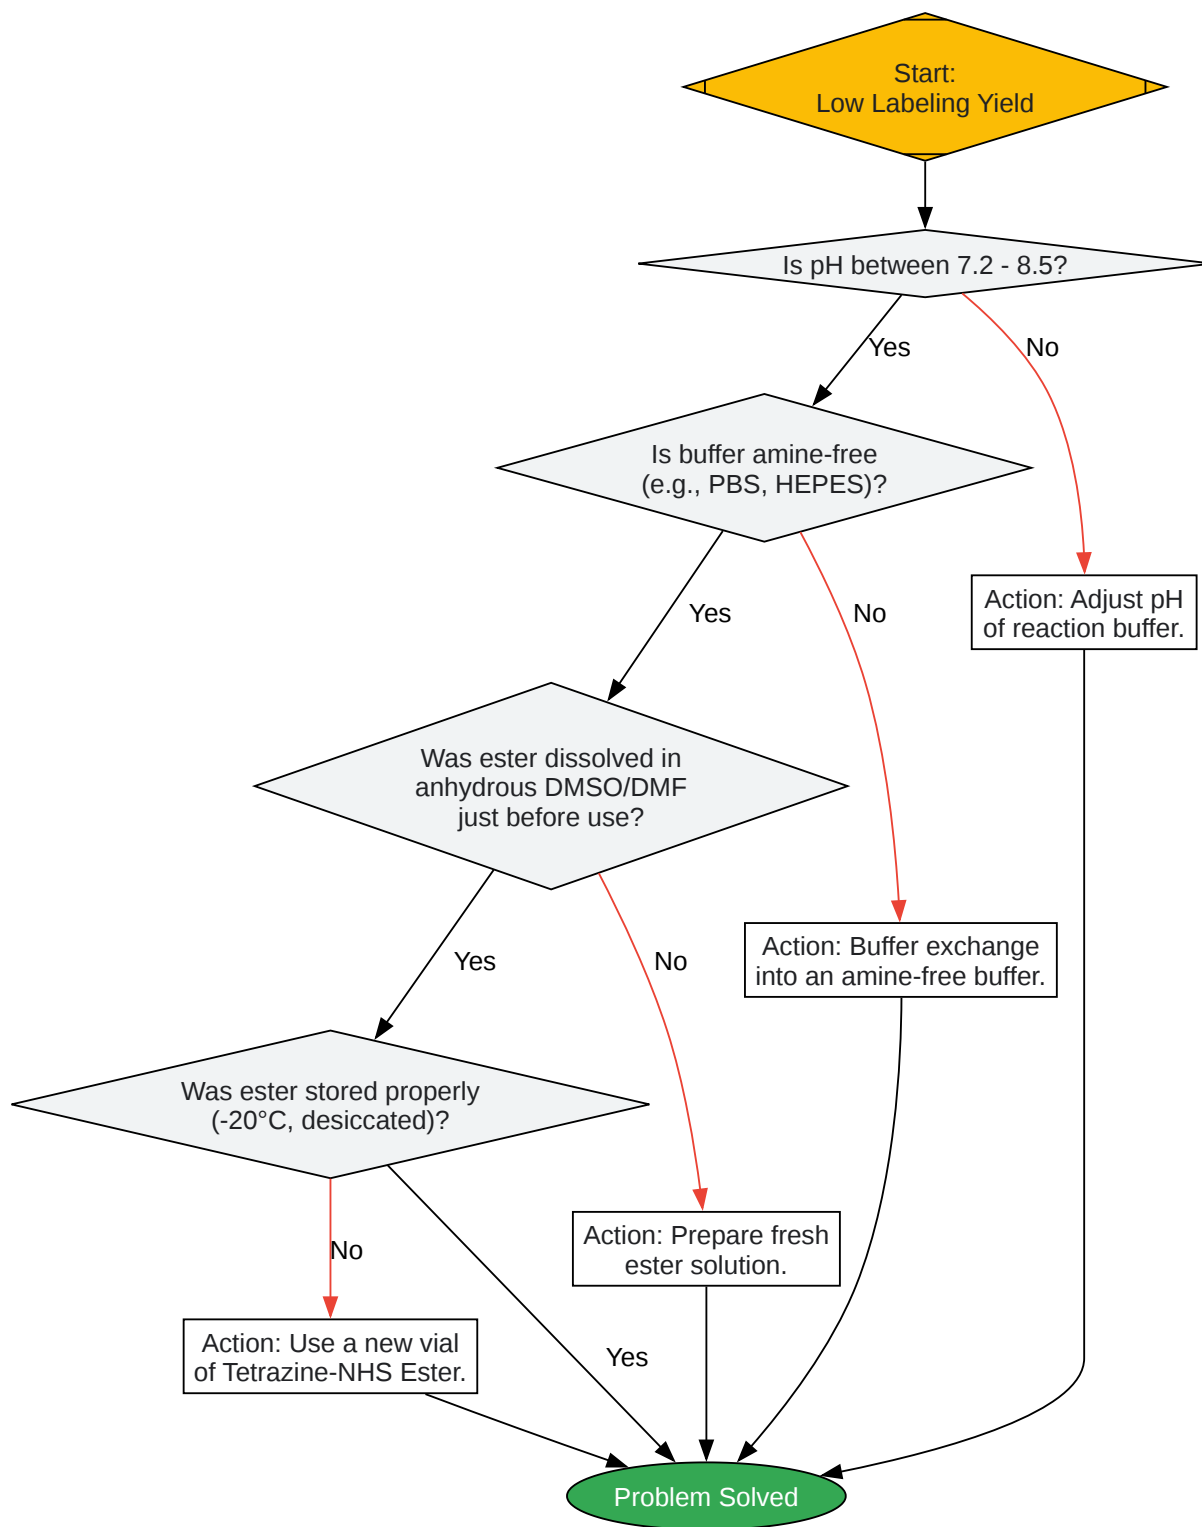 Start:
Low Labeling Yield
Is pH between 7.2 - 8.5?
Yes
No
Is buffer amine-free
(e.g., PBS, HEPES)?
Action: Adjust pH
of reaction buffer.
Yes
No
Was ester dissolved in
anhydrous DMSO/DMF
just before use?
Action: Buffer exchange
into an amine-free buffer.
Yes
No
Was ester stored properly
(-20°C, desiccated)?
Action: Prepare fresh
ester solution.
No
Action: Use a new vial
of Tetrazine-NHS Ester.
Yes
Problem Solved